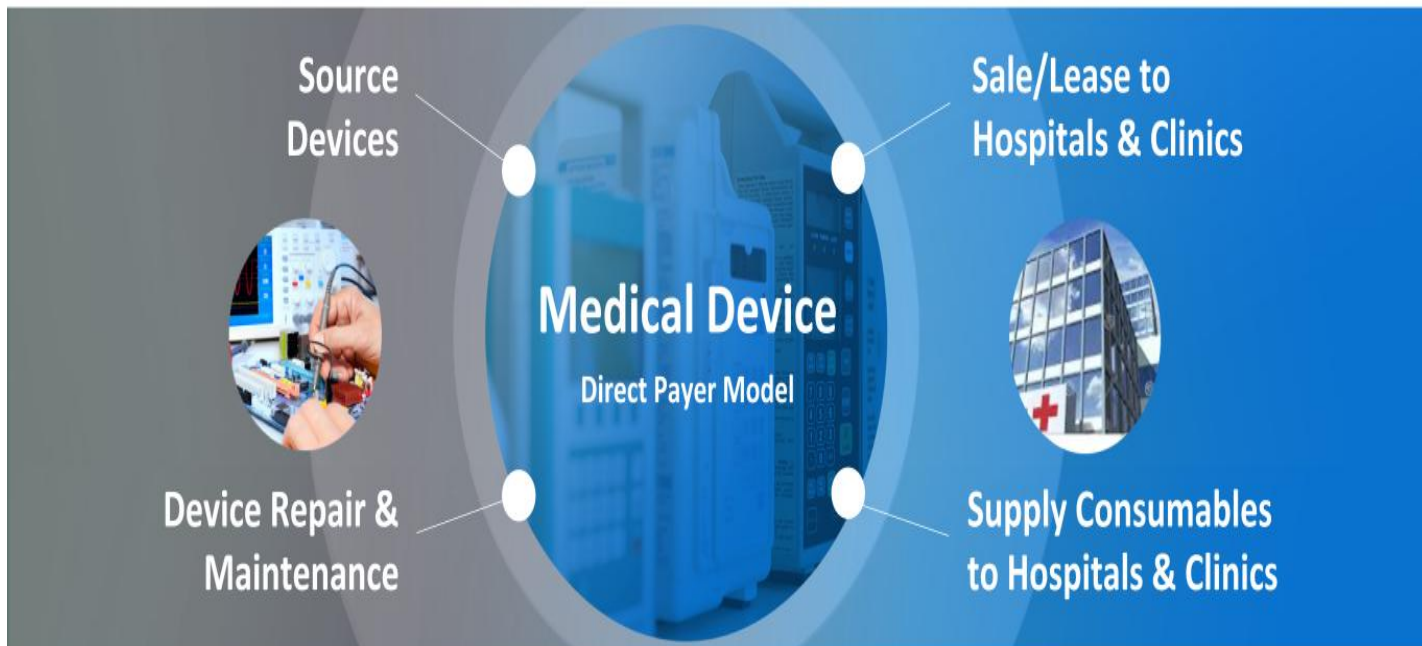 Source
Devices
Sale/Lease to
Hospitals & Clinics
Medical Device
Direct Payer Model
Device Repair &
Maintenance
Supply Consumables
to Hospitals & Clinics